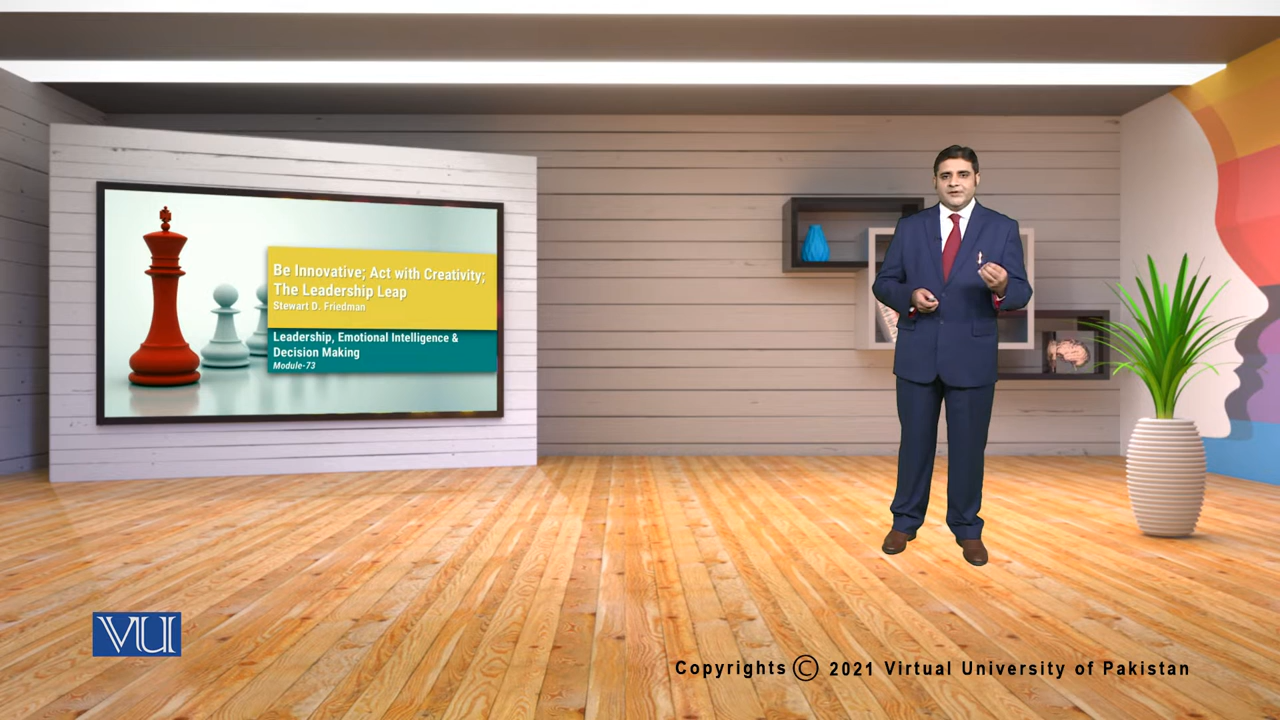 Be Innovative; Act with Creativity;
The Leadership Leap
Stewart D. Friedman
Leadership, Emotional Intelligence &
Decision Making
Module-73
VU
Copyrights © 2021 Virtual University of Pakistan